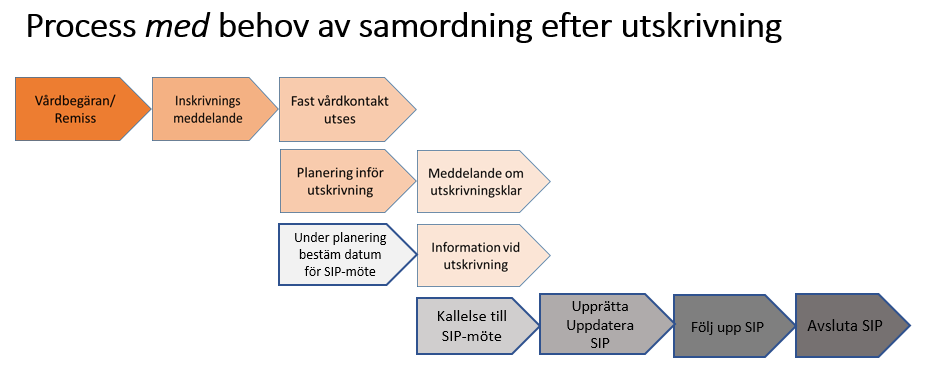 Process med behov av samordning efter utskrivning
Vårdbegäran/
Remiss
Inskrivnings
meddelande
Fast vårdkontakt
utses
Planering inför
utskrivning
Meddelande om
utskrivningsklar
Under planering
bestäm datum
för SIP-möte
Information vid
utskrivning
Kallelse till
SIP-möte
Upprätta
Uppdatera
SIP
Följ upp SIP
Avsluta SIP